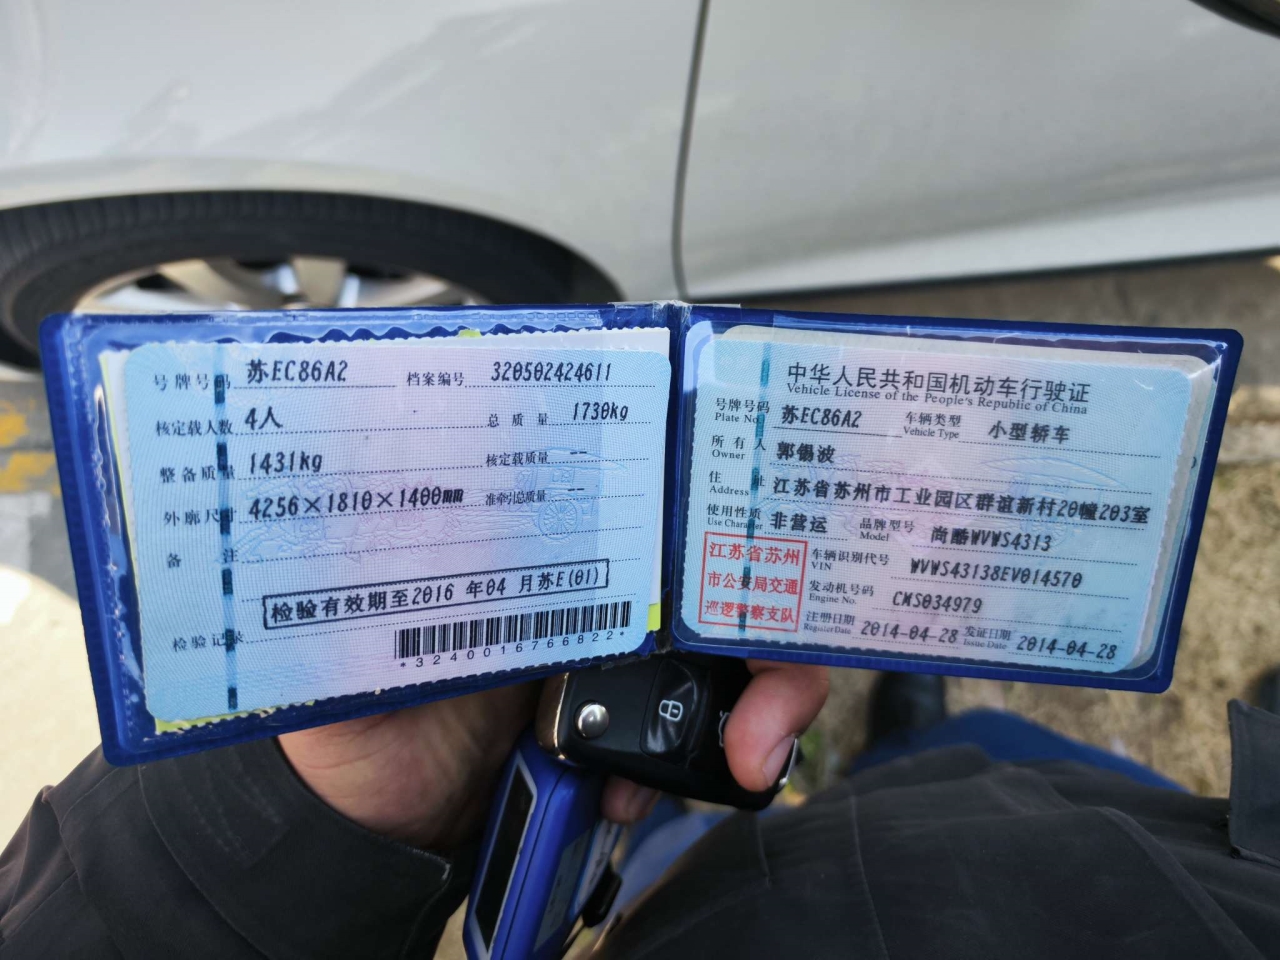 号牌号码 苏EC86A2 档案编号 320502424611
核定载人数 4人 总质量 1730kg
整备质量 1431kg 核定载质量 --
外廓尺寸 4256×1810×1400mm 准牵引总质量 --
备注
检验有效期至2016年04月苏E(01)
检验记录
*3240016766822*
中华人民共和国机动车行驶证
Vehicle License of the People's Republic of China
号牌号码 苏EC86A2 车辆类型 小型轿车
Plate No. Vehicle Type
所有人 郭锡波
Owner
住址 江苏省苏州市工业园区群谊新村20幢203室
Address
使用性质 非营运 品牌型号 尚酷WVWS4313
Use Character Model
江苏省苏州
市公安局交通
巡逻警察支队
车辆识别代号 WVWS43138EV014570
VIN
发动机号码 CMS034979
Engine No.
注册日期 2014-04-28 发证日期 2014-04-28
Register Date Issue Date